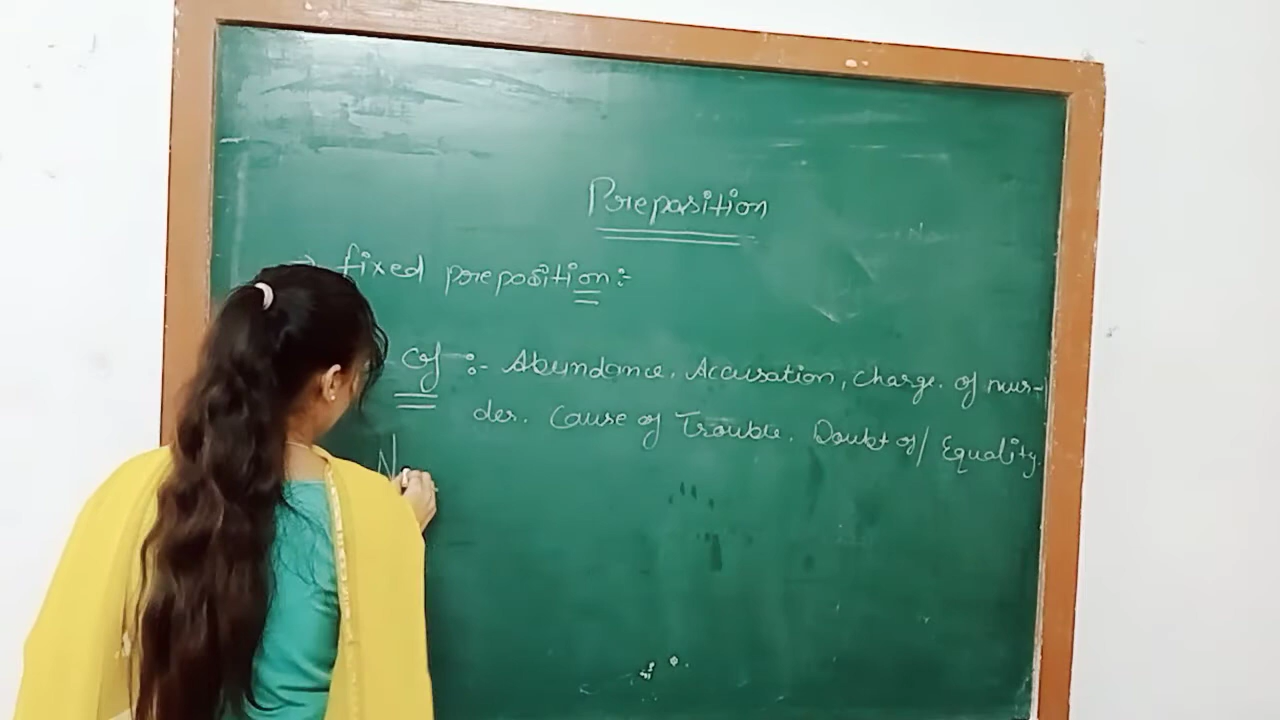 Preposition
→ fixed preposition :-
Of :- Abundance, Accusation, Charge. of mur-
der. Cause of Trouble. Doubt of / Equality.
N